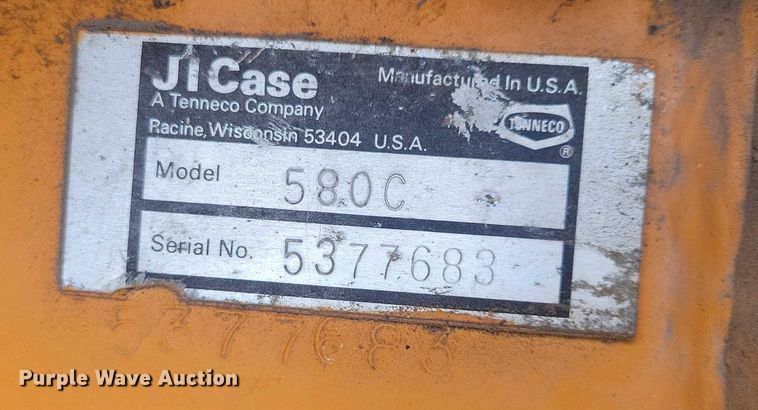 JI Case
Manufactured In U.S.A.
A Tenneco Company
TENNECO
®
Racine, Wisconsin 53404 U.S.A.
Model 580C
Serial No. 5377683
5377683
Purple Wave Auction